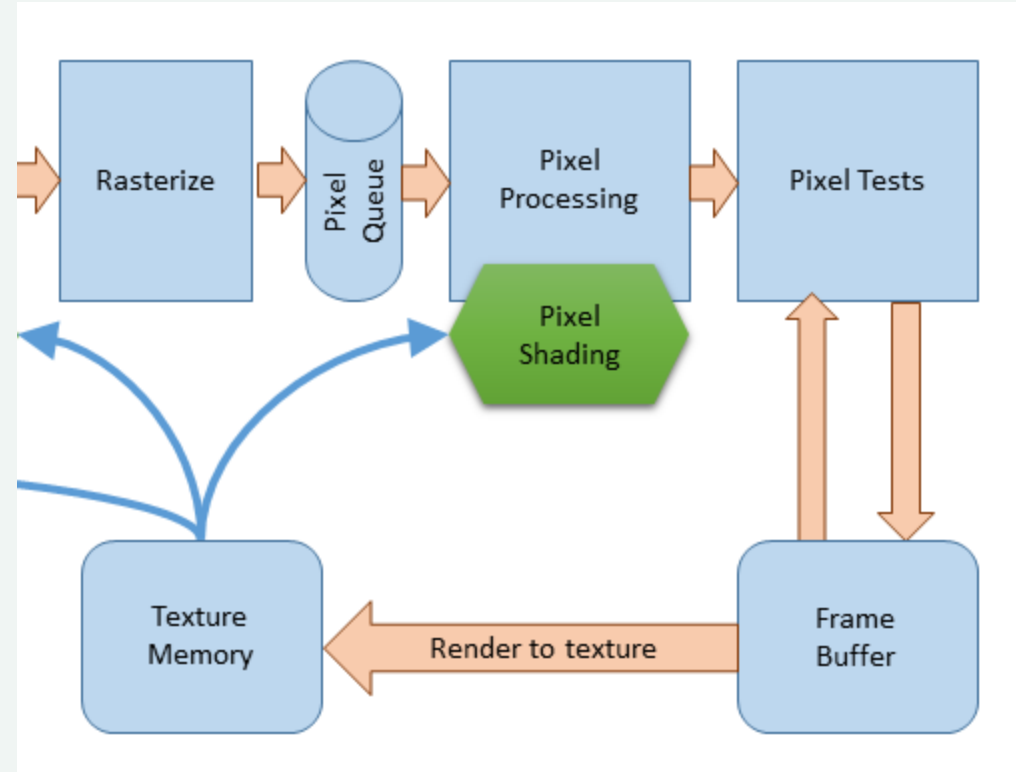 Rasterize
Pixel
Queue
Pixel
Processing
Pixel Tests
Pixel
Shading
Texture
Memory
Render to texture
Frame
Buffer